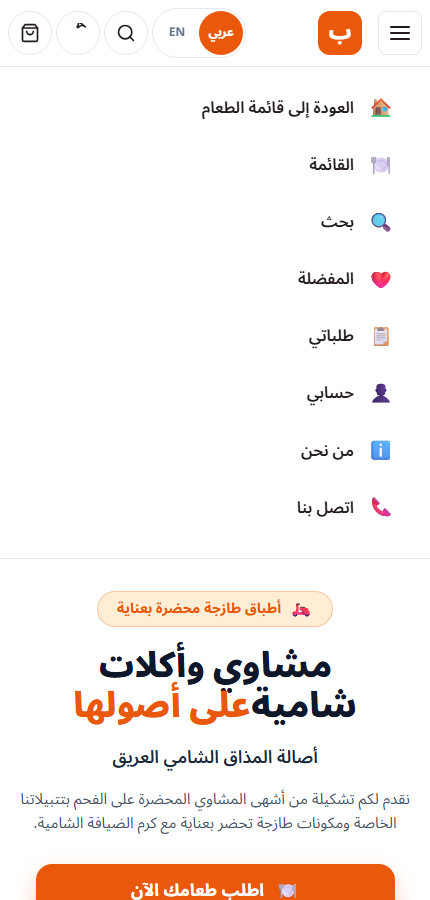 ب
عربي EN
العودة إلى قائمة الطعام
القائمة
بحث
المفضلة
طلباتي
حسابي
من نحن
اتصل بنا
أطباق طازجة محضرة بعناية
مشاوي وأكلات
شاميةعلى أصولها
أصالة المذاق الشامي العريق
نقدم لكم تشكيلة من أشهى المشاوي المحضرة على الفحم بتتبيلاتنا
الخاصة ومكونات طازجة تحضر بعناية مع كرم الضيافة الشامية.
اطلب طعامك الآن